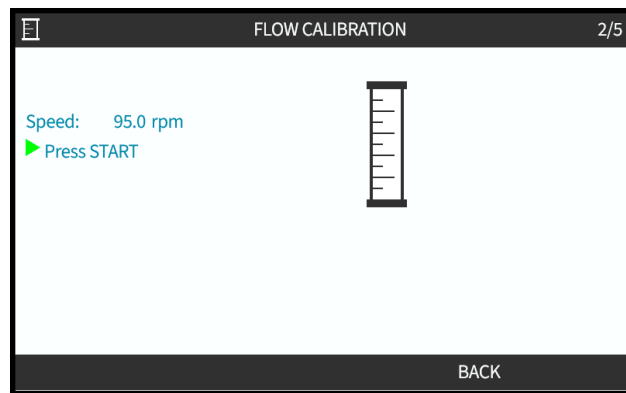 FLOW CALIBRATION 2/5
Speed: 95.0 rpm
Press START
BACK